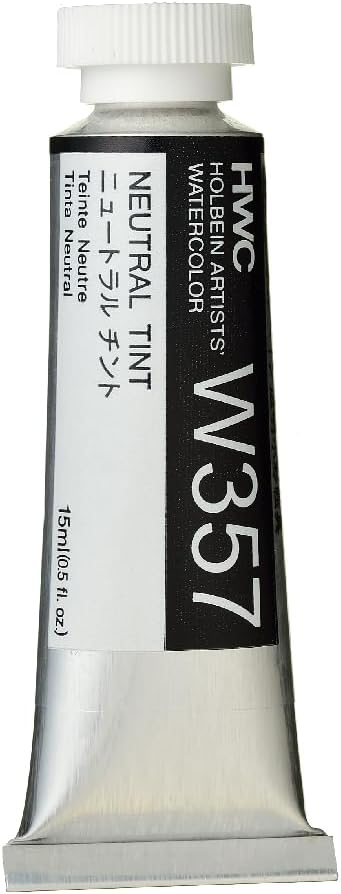 HWC
HOLBEIN ARTISTS'
WATERCOLOR
W357
NEUTRAL TINT
ニュートラル チント
Teinte Neutre
Tinta Neutral
15ml(0.5 fl. oz.)